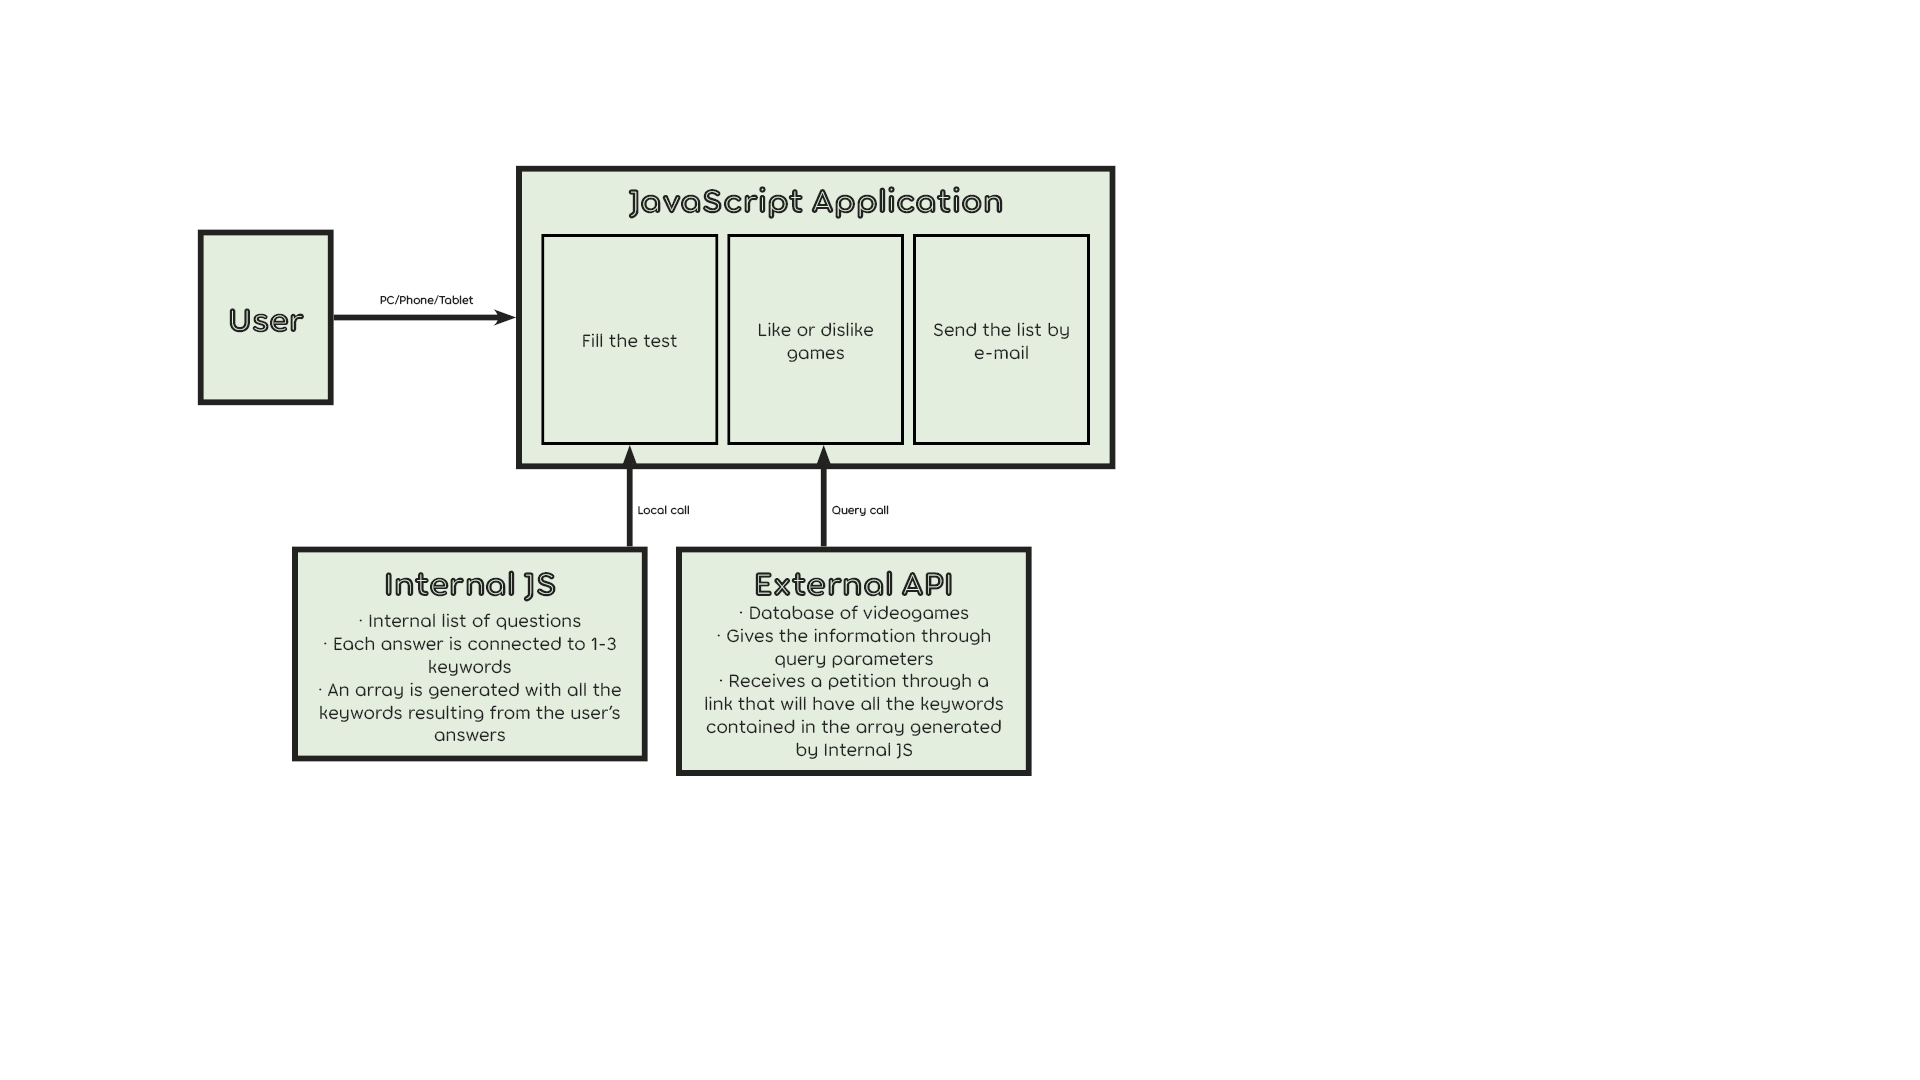 JavaScript Application
User
PC/Phone/Tablet
Fill the test
Like or dislike
games
Send the list by
e-mail
Local call
Query call
Internal JS
· Internal list of questions
· Each answer is connected to 1-3
keywords
· An array is generated with all the
keywords resulting from the user's
answers
External API
· Database of videogames
· Gives the information through
query parameters
· Receives a petition through a
link that will have all the keywords
contained in the array generated
by Internal JS